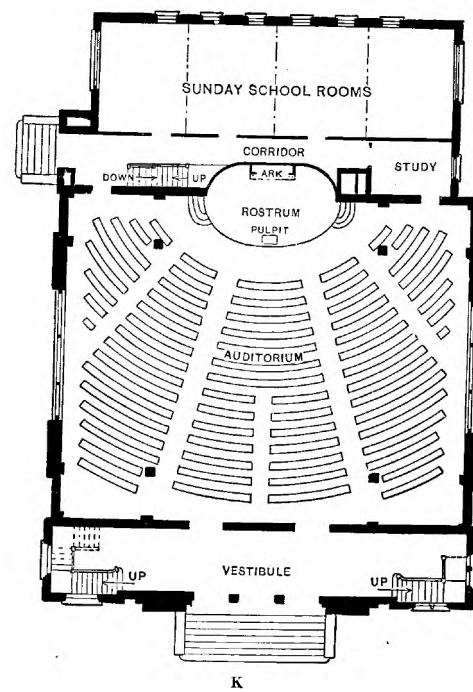 SUNDAY SCHOOL ROOMS
CORRIDOR
STUDY
DOWN
UP
ARK
ROSTRUM
PULPIT
AUDITORIUM
UP
VESTIBULE
UP
K